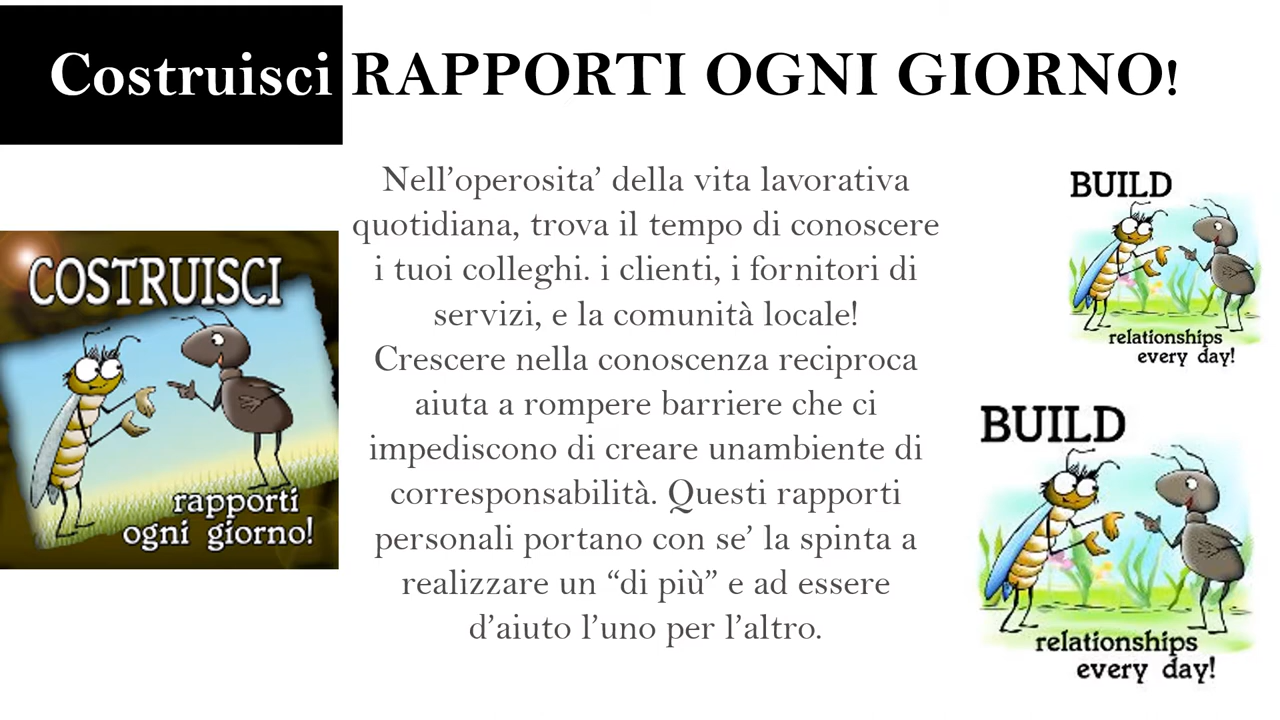 Costruisci RAPPORTI OGNI GIORNO!
COSTRUISCI
rapporti
ogni giorno!
Nell’operosita’ della vita lavorativa
quotidiana, trova il tempo di conoscere
i tuoi colleghi. i clienti, i fornitori di
servizi, e la comunità locale!
Crescere nella conoscenza reciproca
aiuta a rompere barriere che ci
impediscono di creare unambiente di
corresponsabilità. Questi rapporti
personali portano con se’ la spinta a
realizzare un “di più” e ad essere
d’aiuto l’uno per l’altro.
BUILD
relationships
every day!
BUILD
relationships
every day!